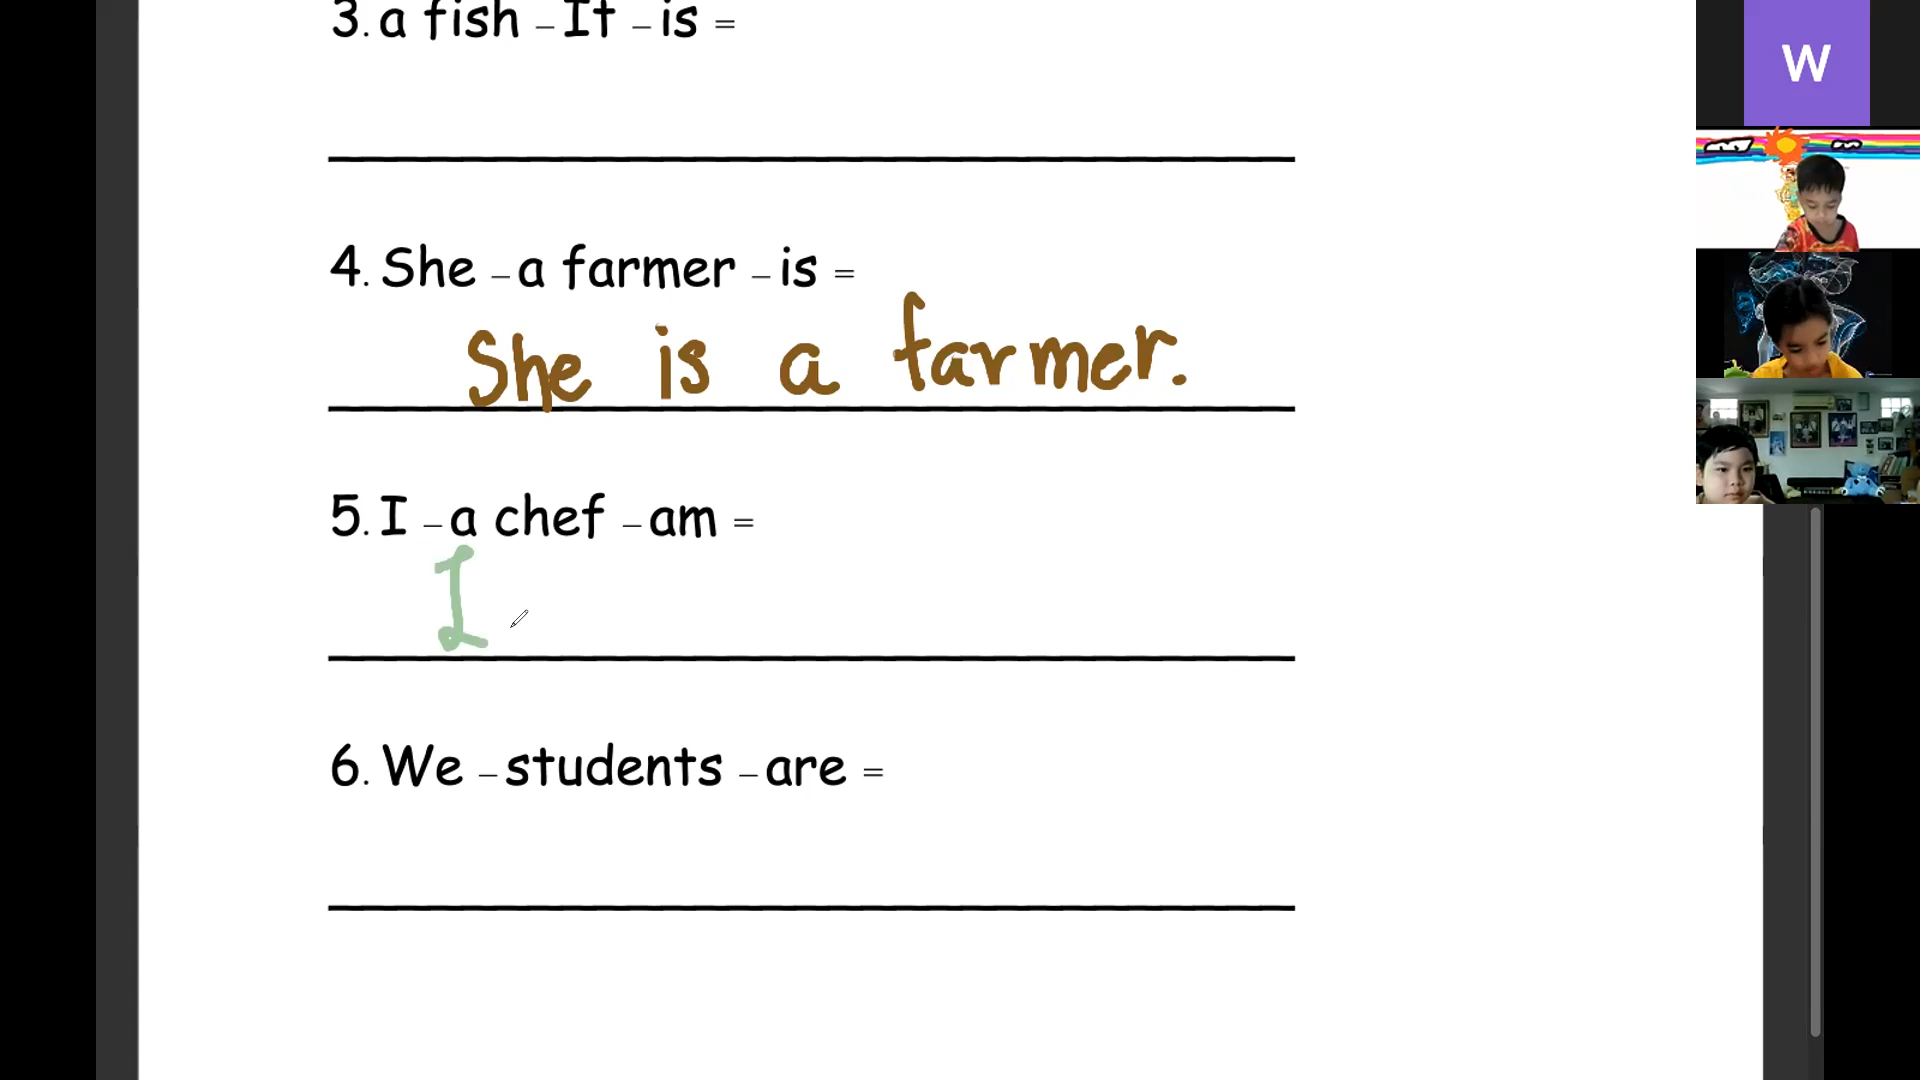 3. a fish – It – is =
4. She – a farmer – is =
She is a farmer.
5. I – a chef – am =
I
6. We – students – are =
W